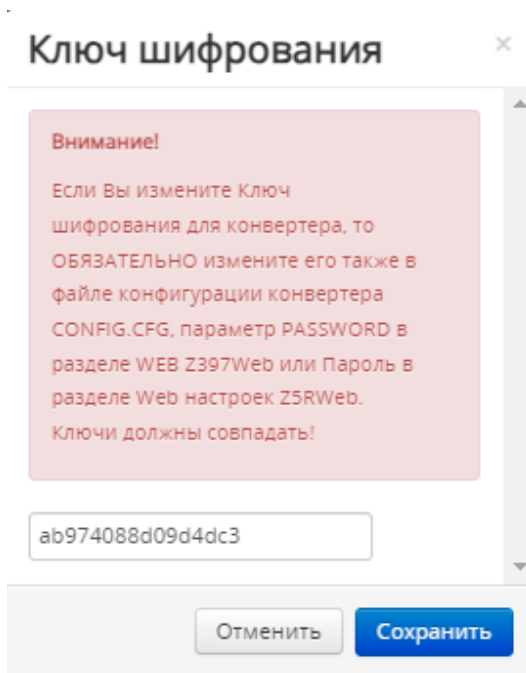 Ключ шифрования
×
Внимание!
Если Вы измените Ключ
шифрования для конвертера, то
ОБЯЗАТЕЛЬНО измените его также в
файле конфигурации конвертера
CONFIG.CFG, параметр PASSWORD в
разделе WEB Z397Web или Пароль в
разделе Web настроек Z5RWeb.
Ключи должны совпадать!
ab974088d09d4dc3
Отменить
Сохранить